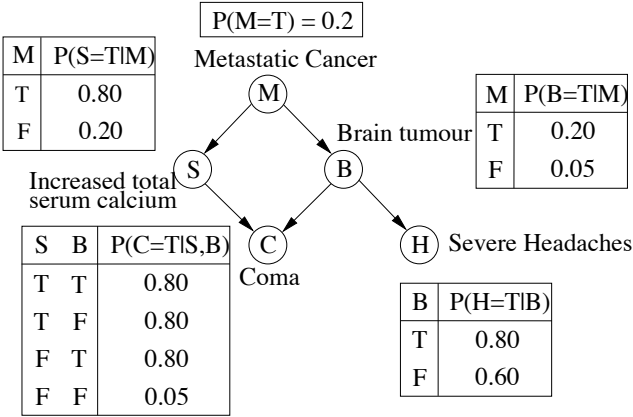 P(M=T) = 0.2
Metastatic Cancer
M P(S=T|M)
T 0.80
F 0.20
M
M P(B=T|M)
T 0.20
F 0.05
Brain tumour
S
B
Increased total
serum calcium
S B P(C=T|S,B)
T T 0.80
T F 0.80
F T 0.80
F F 0.05
C
Coma
H
Severe Headaches
B P(H=T|B)
T 0.80
F 0.60